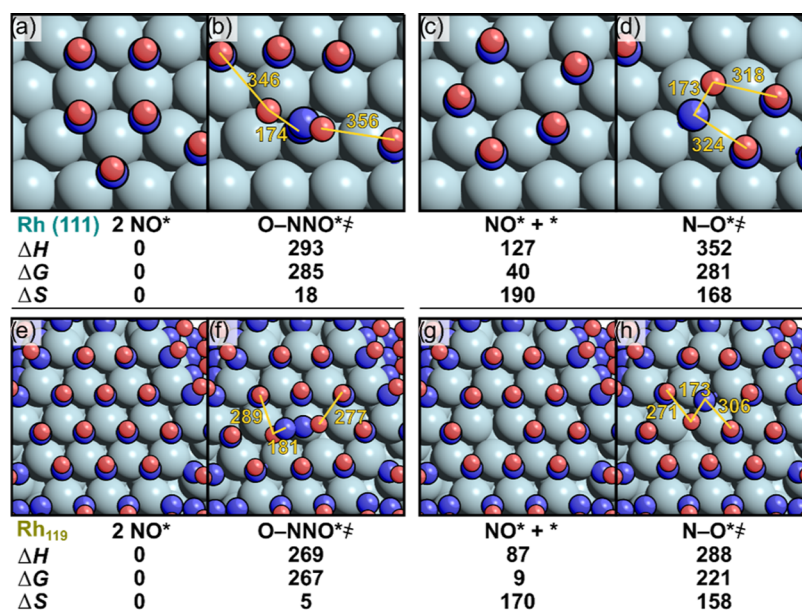 (a) (b) (c) (d)
346
174
356
173
318
324
Rh (111) 2 NO* O–NNO*‡ NO* + * N–O*‡
ΔH 0 293 127 352
ΔG 0 285 40 281
ΔS 0 18 190 168
(e) (f) (g) (h)
289
181
277
173
271
306
Rh₁₁₉ 2 NO* O–NNO*‡ NO* + * N–O*‡
ΔH 0 269 87 288
ΔG 0 267 9 221
ΔS 0 5 170 158